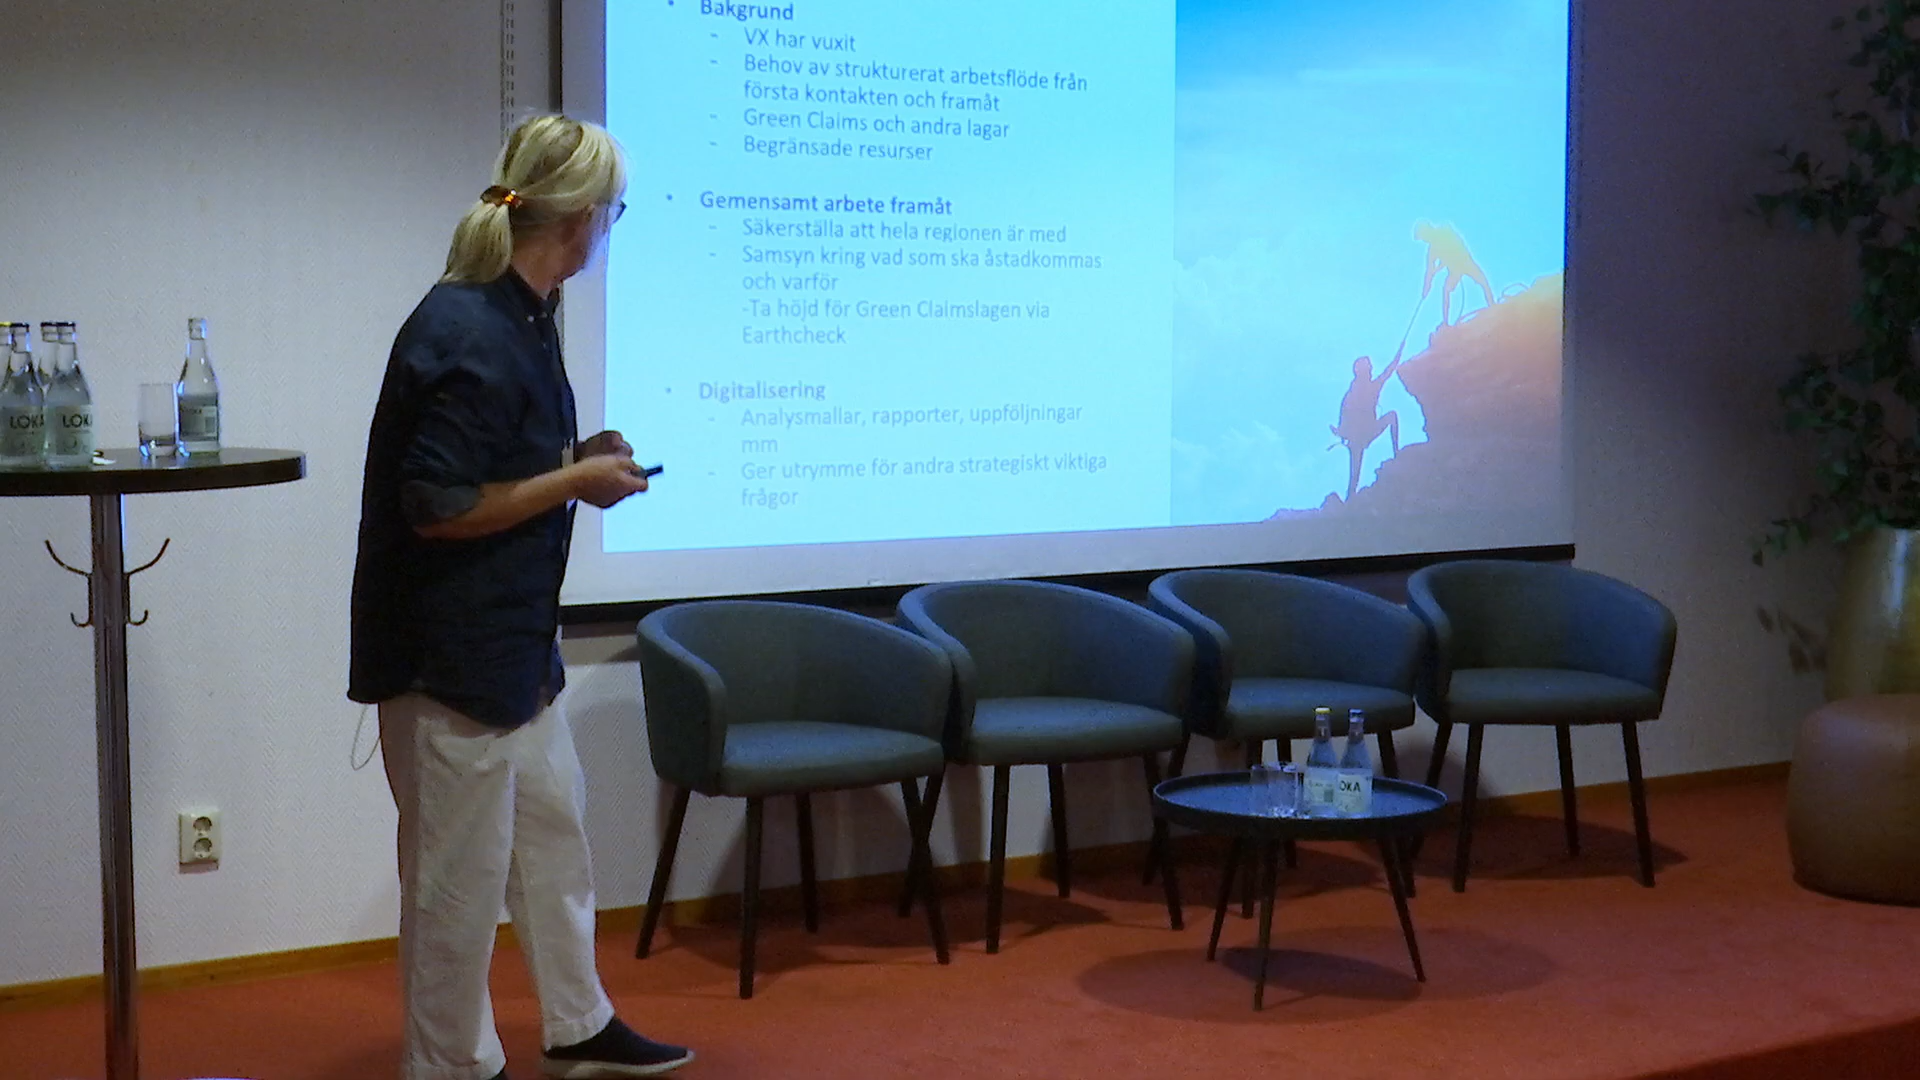 • Bakgrund
- VX har vuxit
- Behov av strukturerat arbetsflöde från
första kontakten och framåt
- Green Claims och andra lagar
- Begränsade resurser
• Gemensamt arbete framåt
- Säkerställa att hela regionen är med
- Samsyn kring vad som ska åstadkommas
och varför
-Ta höjd för Green Claimslagen via
Earthcheck
• Digitalisering
- Analysmallar, rapporter, uppföljningar
mm
- Ger utrymme för andra strategiskt viktiga
frågor
LOKA
LOKA
OKA